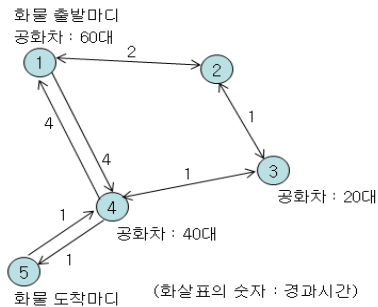 화물 출발마디
공화차 : 60대
1
2
2
1
4
4
3
1
공화차 : 20대
4
공화차 : 40대
1
1
5
화물 도착마디
(화살표의 숫자 : 경과시간)